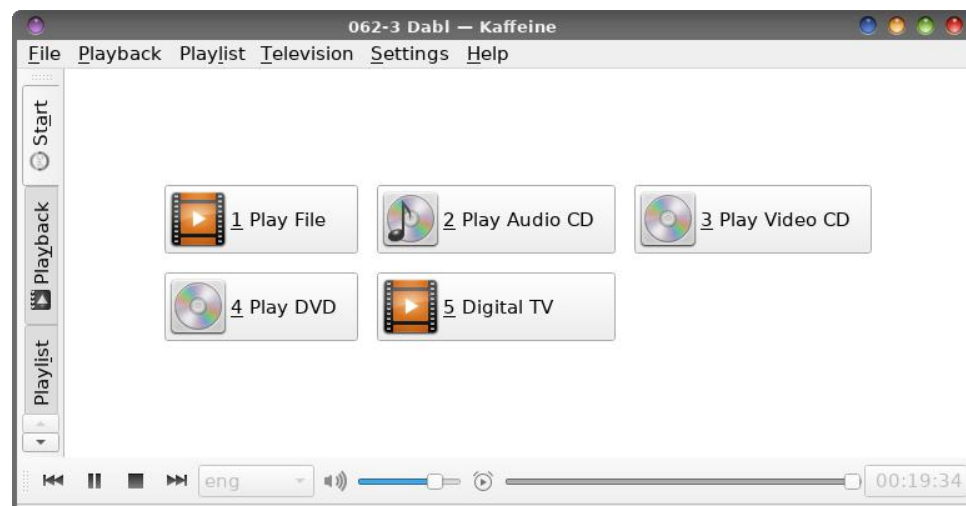 062-3 Dabl — Kaffeine
File Playback Playlist Television Settings Help
Start
Playback
Playlist
1 Play File
2 Play Audio CD
3 Play Video CD
4 Play DVD
5 Digital TV
eng
00:19:34